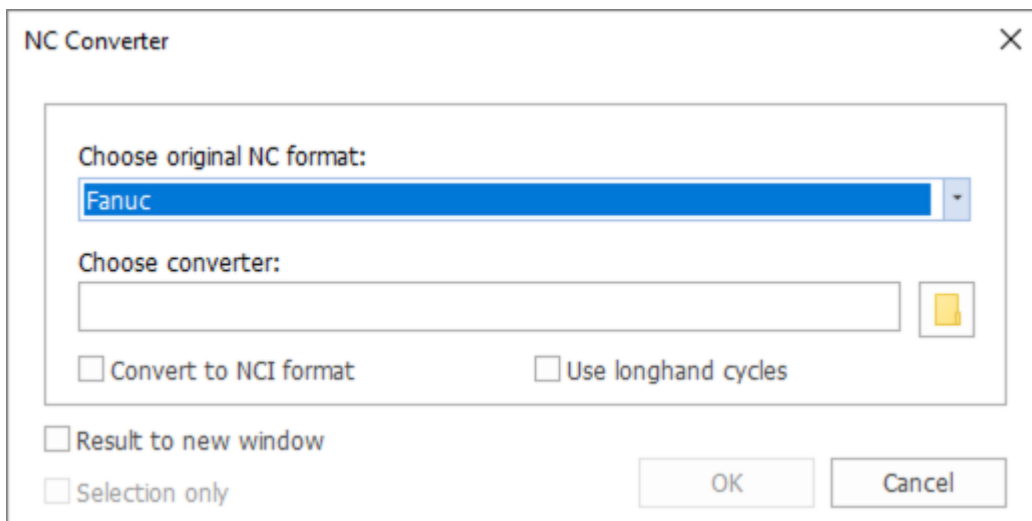 NC Converter
Choose original NC format:
Fanuc
Choose converter:
Convert to NCI format
Use longhand cycles
Result to new window
Selection only
OK
Cancel